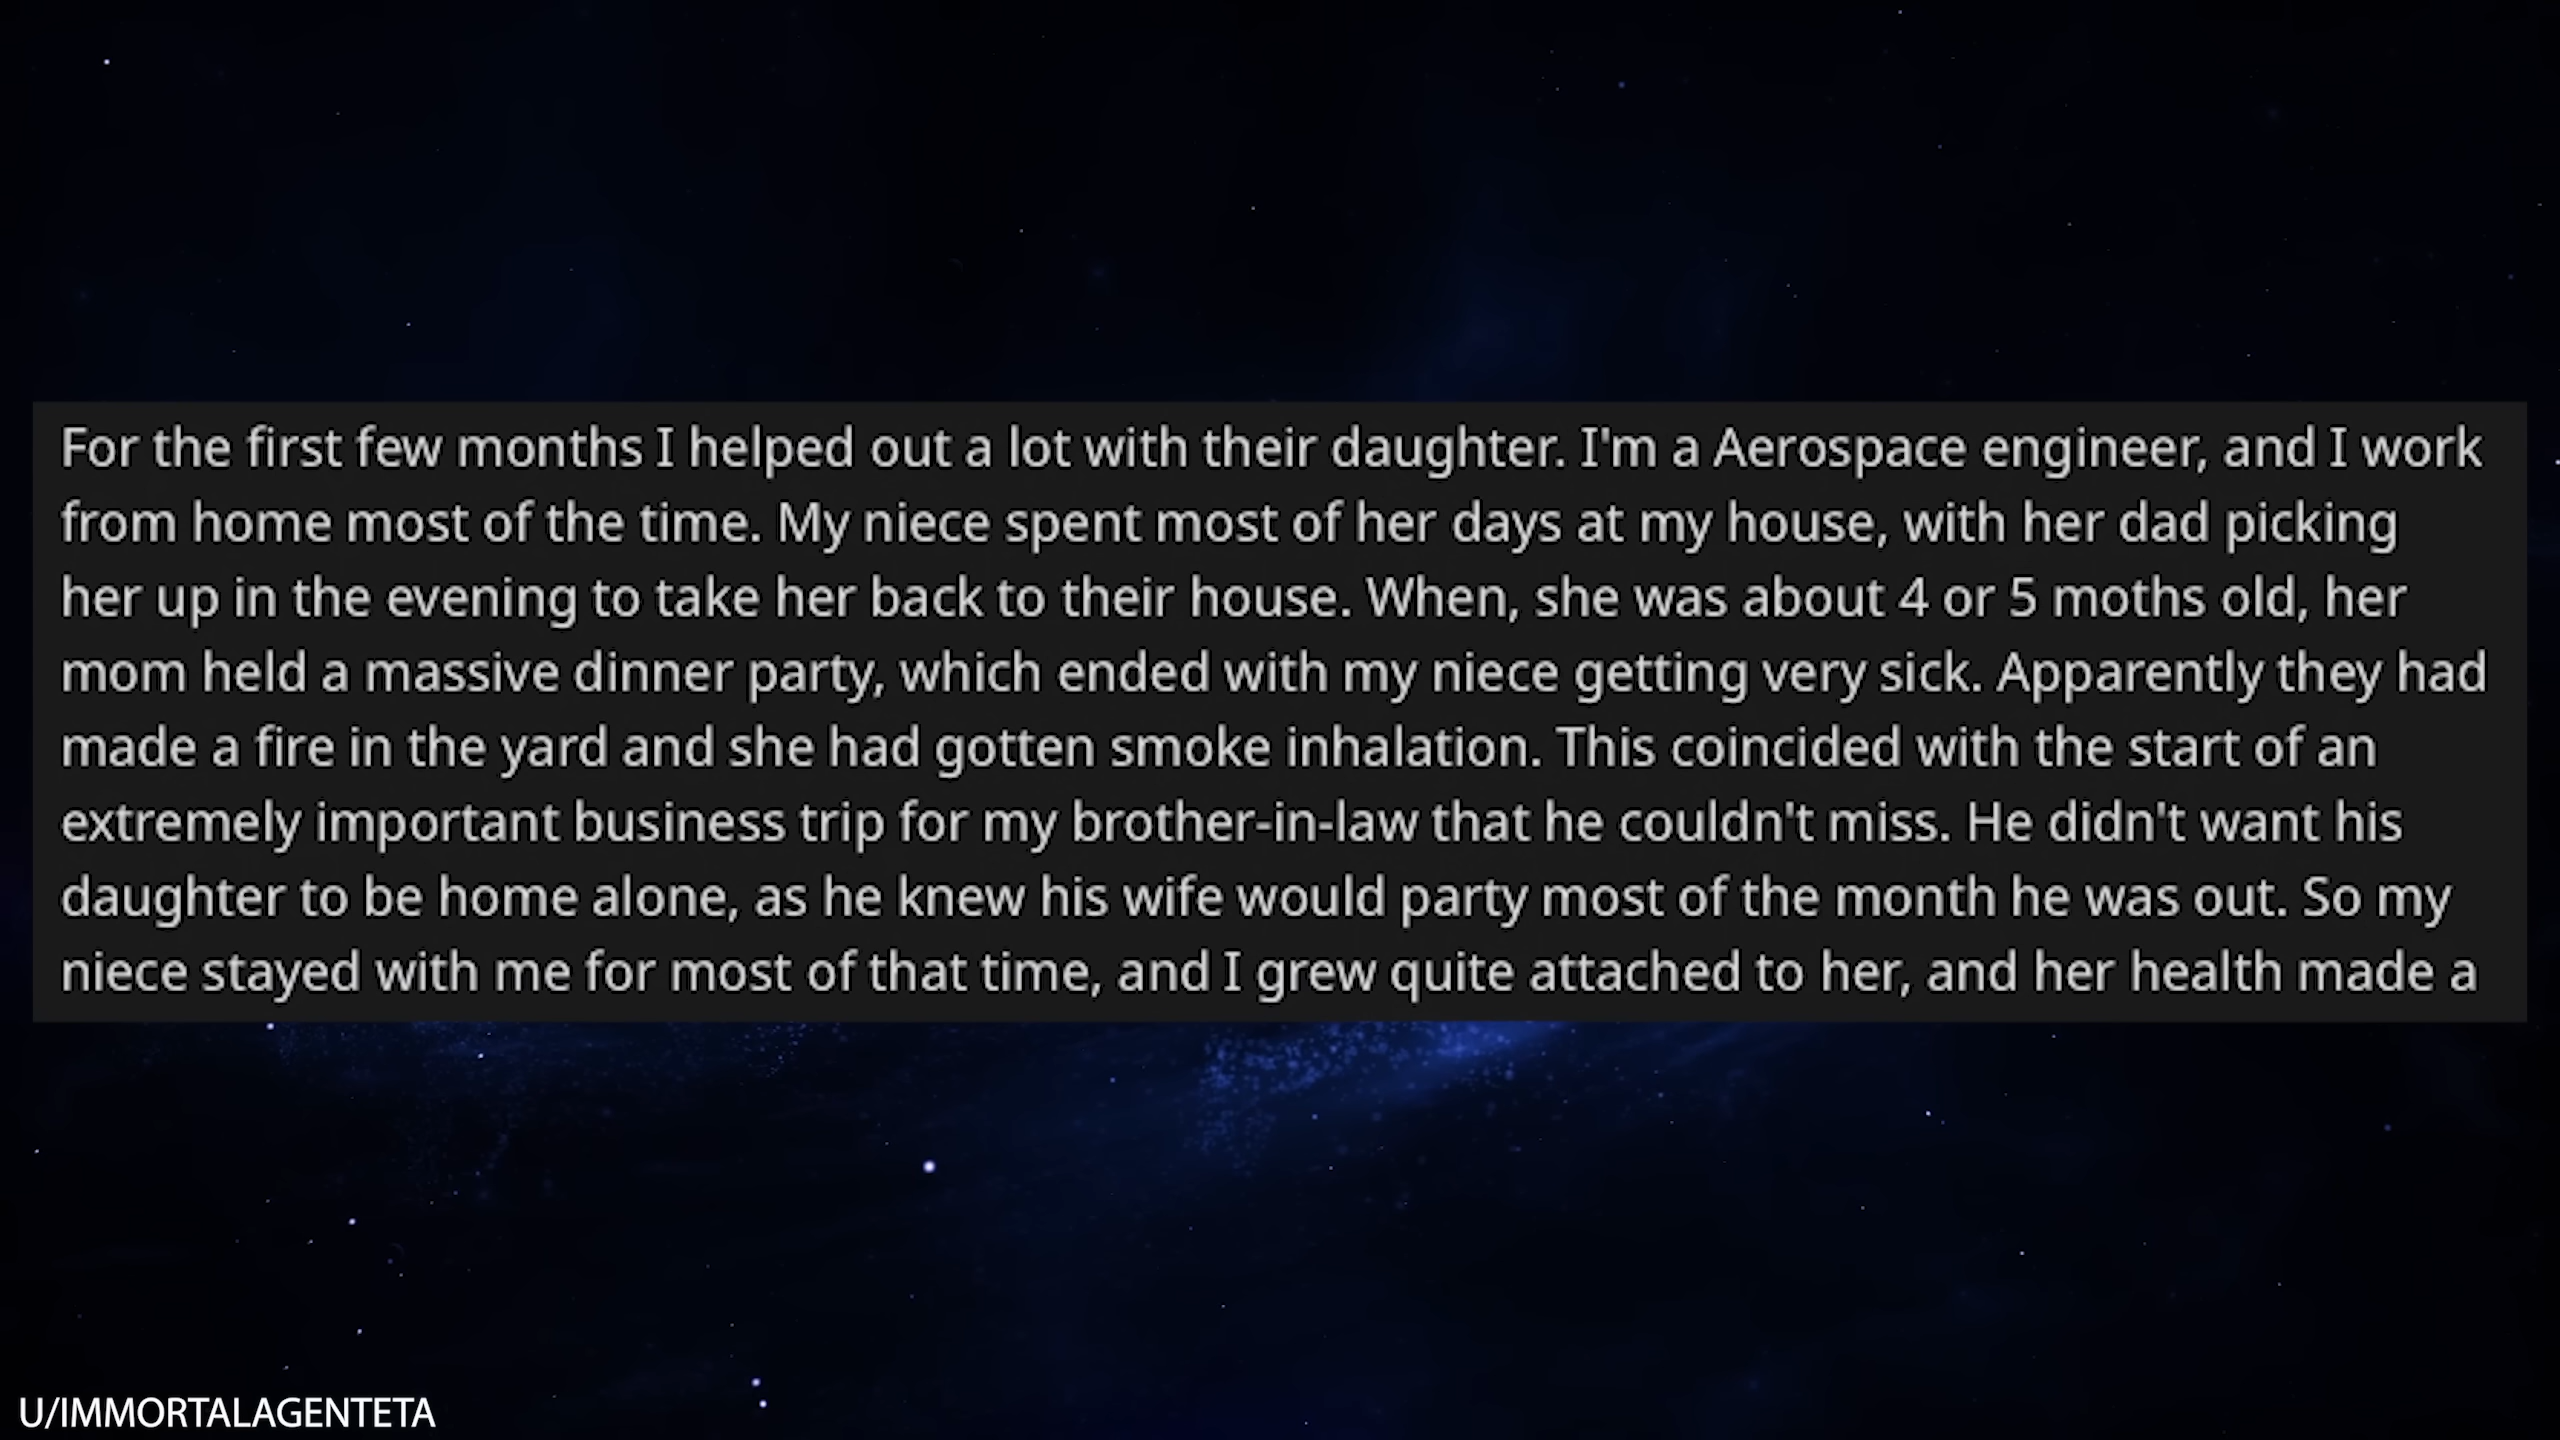 For the first few months I helped out a lot with their daughter. I'm a Aerospace engineer, and I work
from home most of the time. My niece spent most of her days at my house, with her dad picking
her up in the evening to take her back to their house. When, she was about 4 or 5 moths old, her
mom held a massive dinner party, which ended with my niece getting very sick. Apparently they had
made a fire in the yard and she had gotten smoke inhalation. This coincided with the start of an
extremely important business trip for my brother-in-law that he couldn't miss. He didn't want his
daughter to be home alone, as he knew his wife would party most of the month he was out. So my
niece stayed with me for most of that time, and I grew quite attached to her, and her health made a
U/IMMORTALAGENTETA